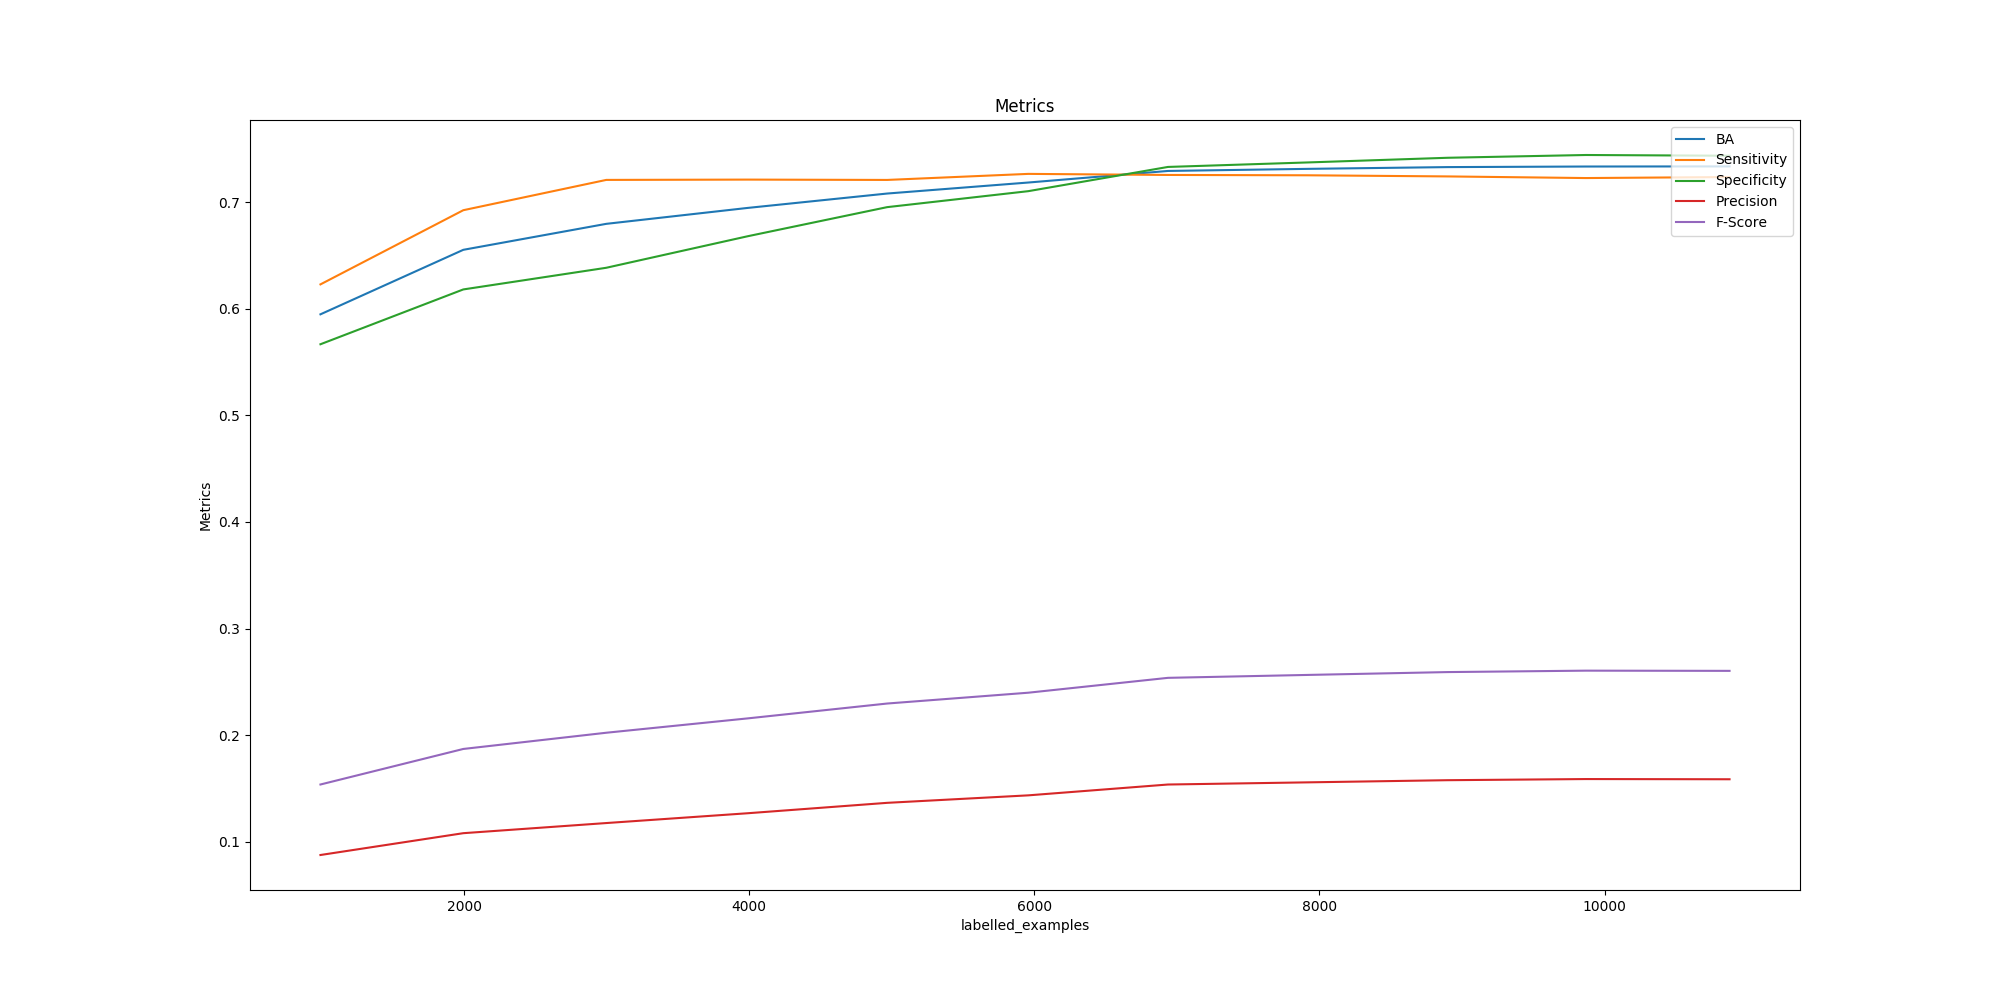 Metrics
BA
Sensitivity
Specificity
Precision
F-Score
0.7
0.6
0.5
0.4
0.3
0.2
0.1
Metrics
2000 4000 6000 8000 10000
labelled_examples